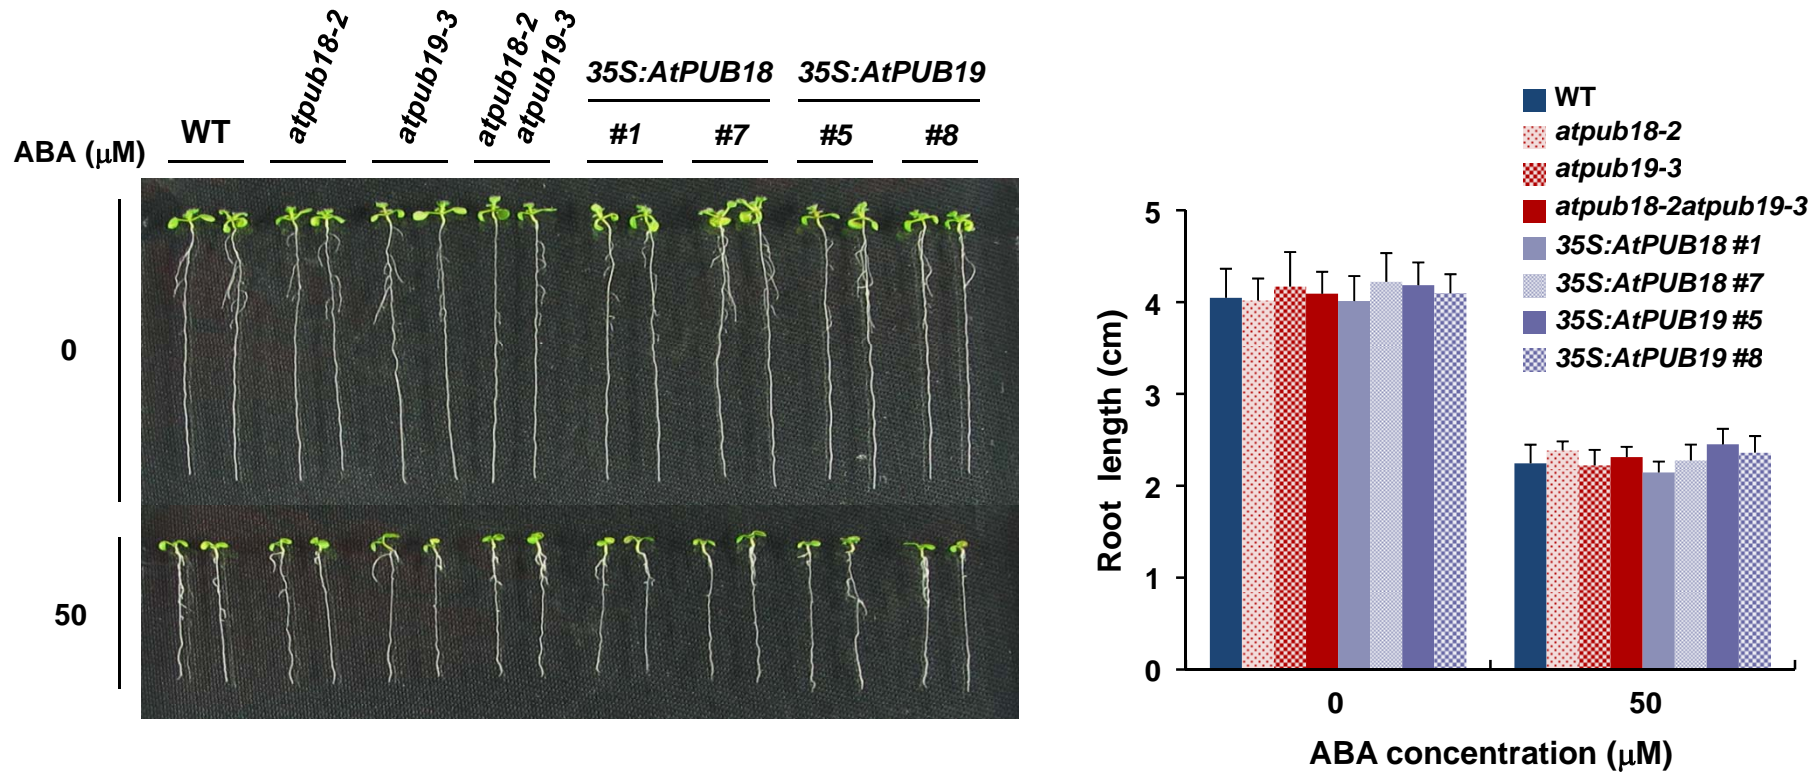 ABA (μM)
WT
atpub18-2
atpub19-3
atpub18-2
atpub19-3
35S:AtPUB18
35S:AtPUB19
#1
#7
#5
#8
0
50
WT
atpub18-2
atpub19-3
atpub18-2atpub19-3
35S:AtPUB18 #1
35S:AtPUB18 #7
35S:AtPUB19 #5
35S:AtPUB19 #8
Root length (cm)
5
4
3
2
1
0
0
50
ABA concentration (μM)